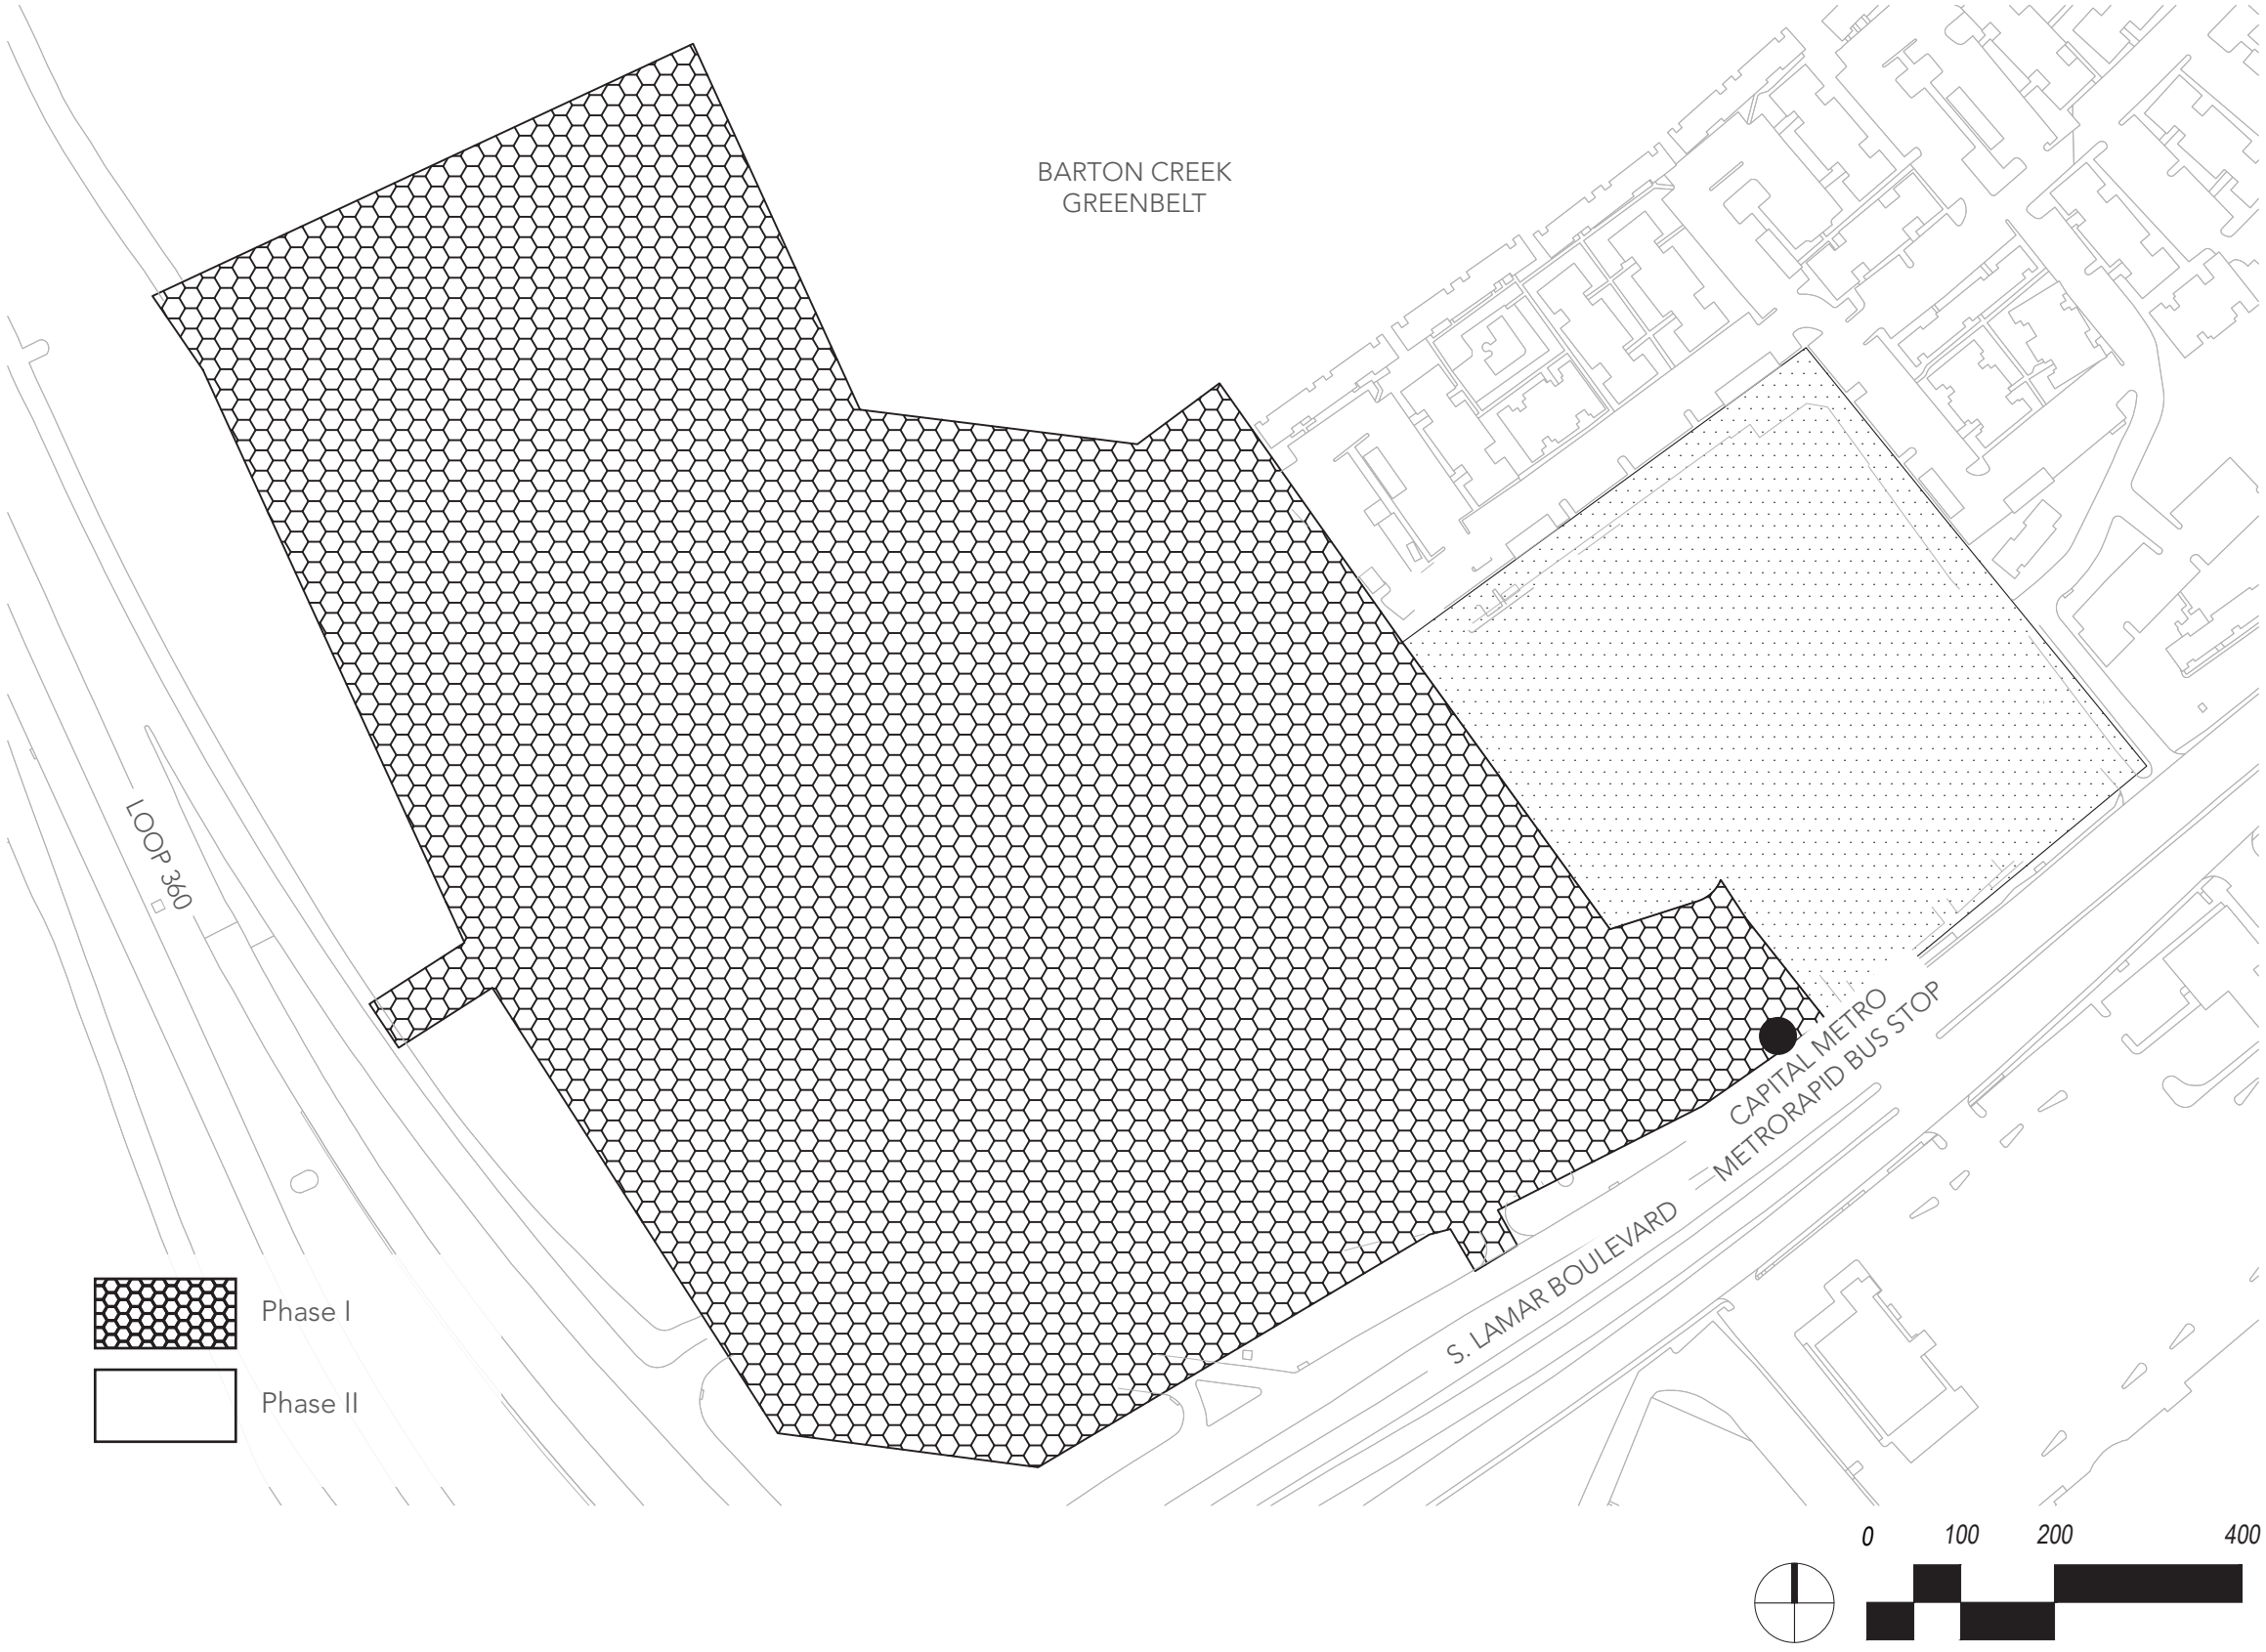 BARTON CREEK
GREENBELT
LOOP 360
CAPITAL METRO
METRORAPID BUS STOP
S. LAMAR BOULEVARD
Phase I
Phase II
0 100 200 400